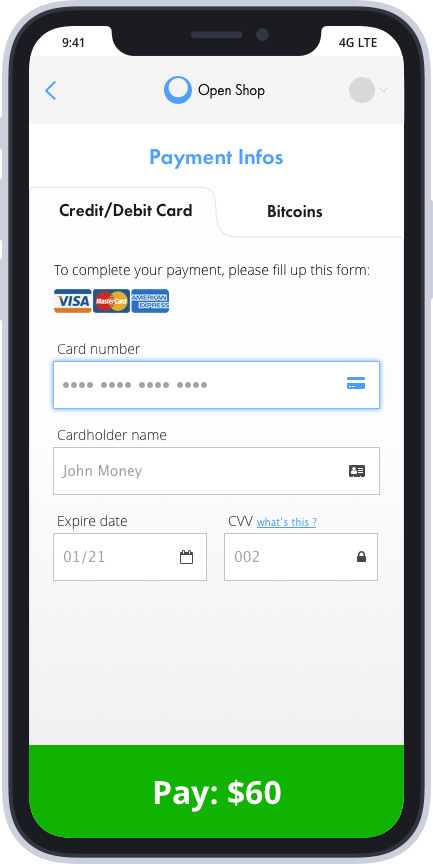 9:41 4G LTE
Open Shop
Payment Infos
Credit/Debit Card Bitcoins
To complete your payment, please fill up this form:
VISA MasterCard AMERICAN EXPRESS
Card number
•••• •••• •••• ••••
Cardholder name
John Money
Expire date CVV what's this ?
01/21 002
Pay: $60